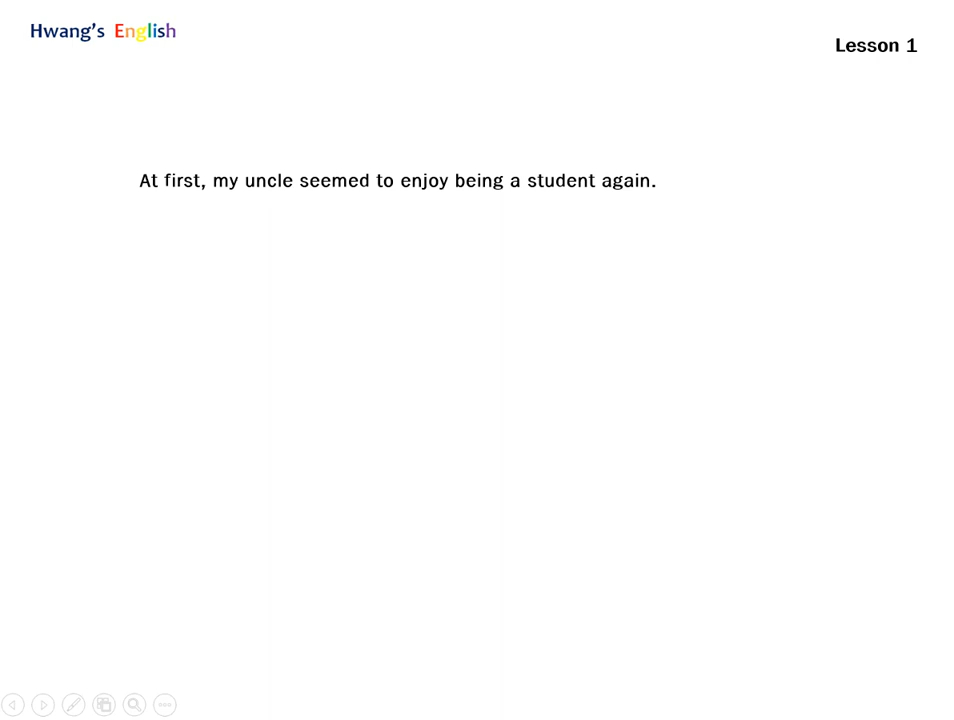 Hwang's English
Lesson 1
At first, my uncle seemed to enjoy being a student again.